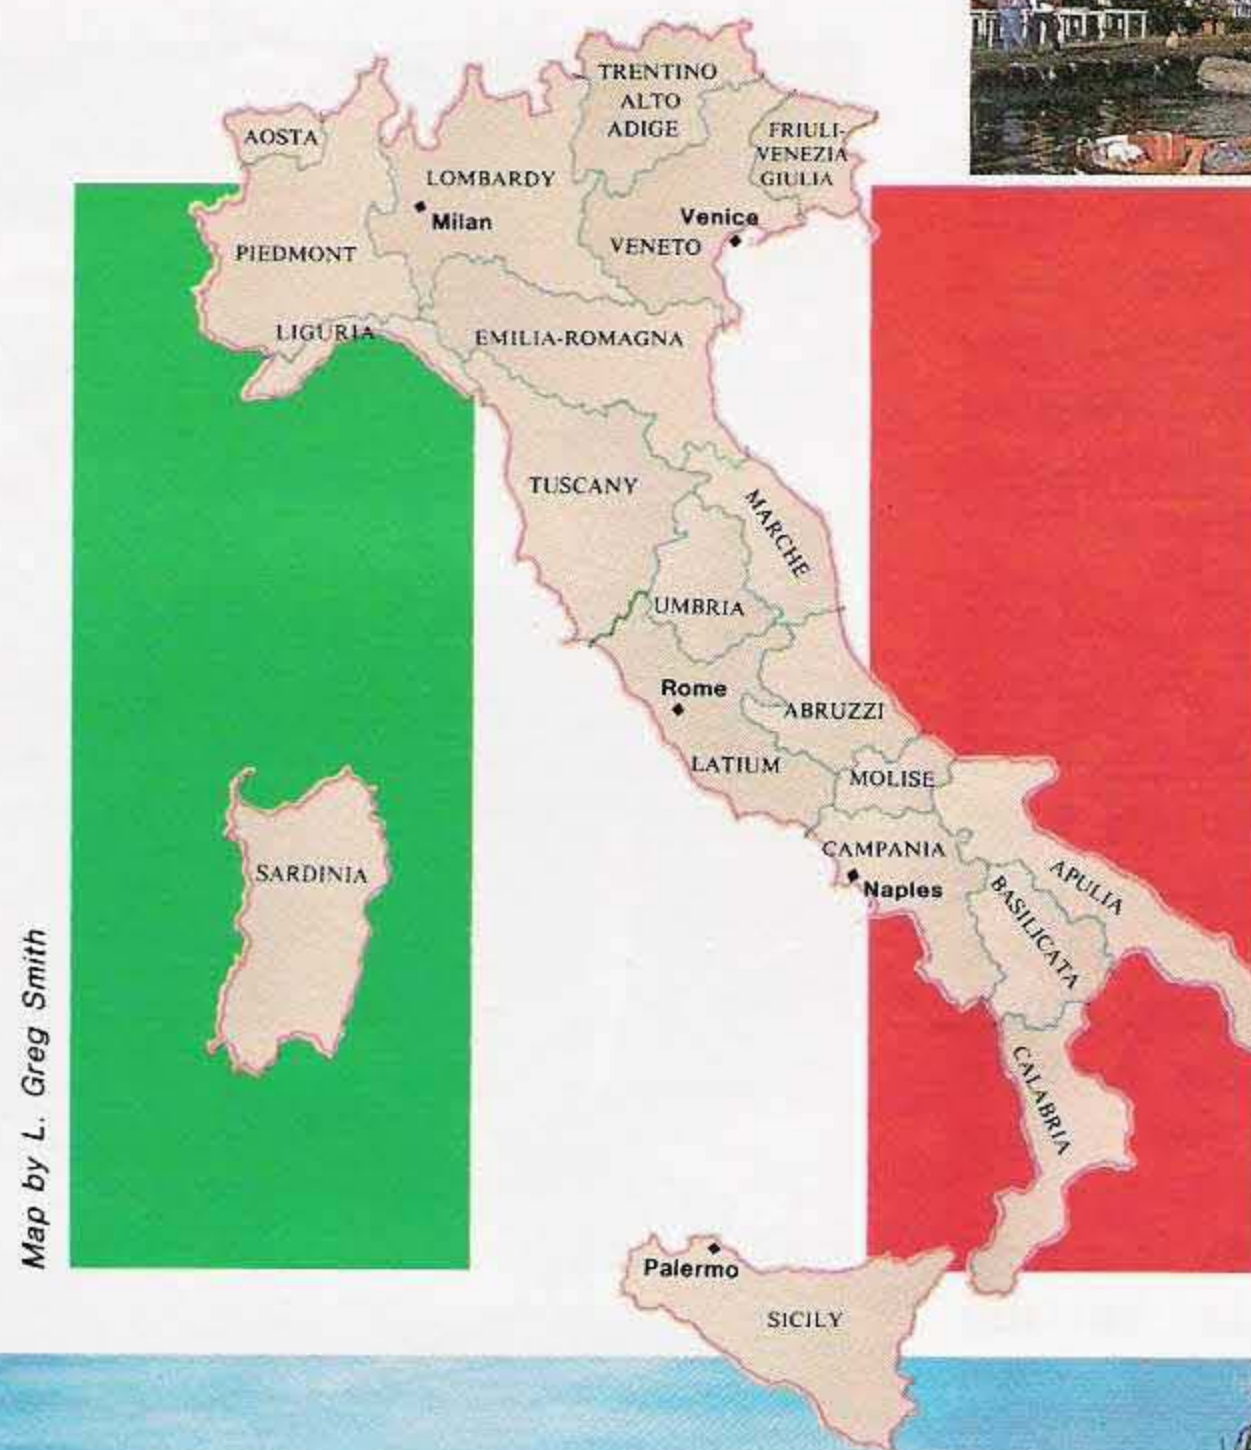 TRENTINO
ALTO
ADIGE
AOSTA
FRIULI-
VENEZIA
GIULIA
LOMBARDY
Milan
Venice
VENETO
PIEDMONT
LIGURIA
EMILIA-ROMAGNA
TUSCANY
MARCHE
UMBRIA
Rome
ABRUZZI
LATIUM
MOLISE
SARDINIA
CAMPANIA
Naples
APULIA
BASILICATA
CALABRIA
Palermo
SICILY
Map by L. Greg Smith